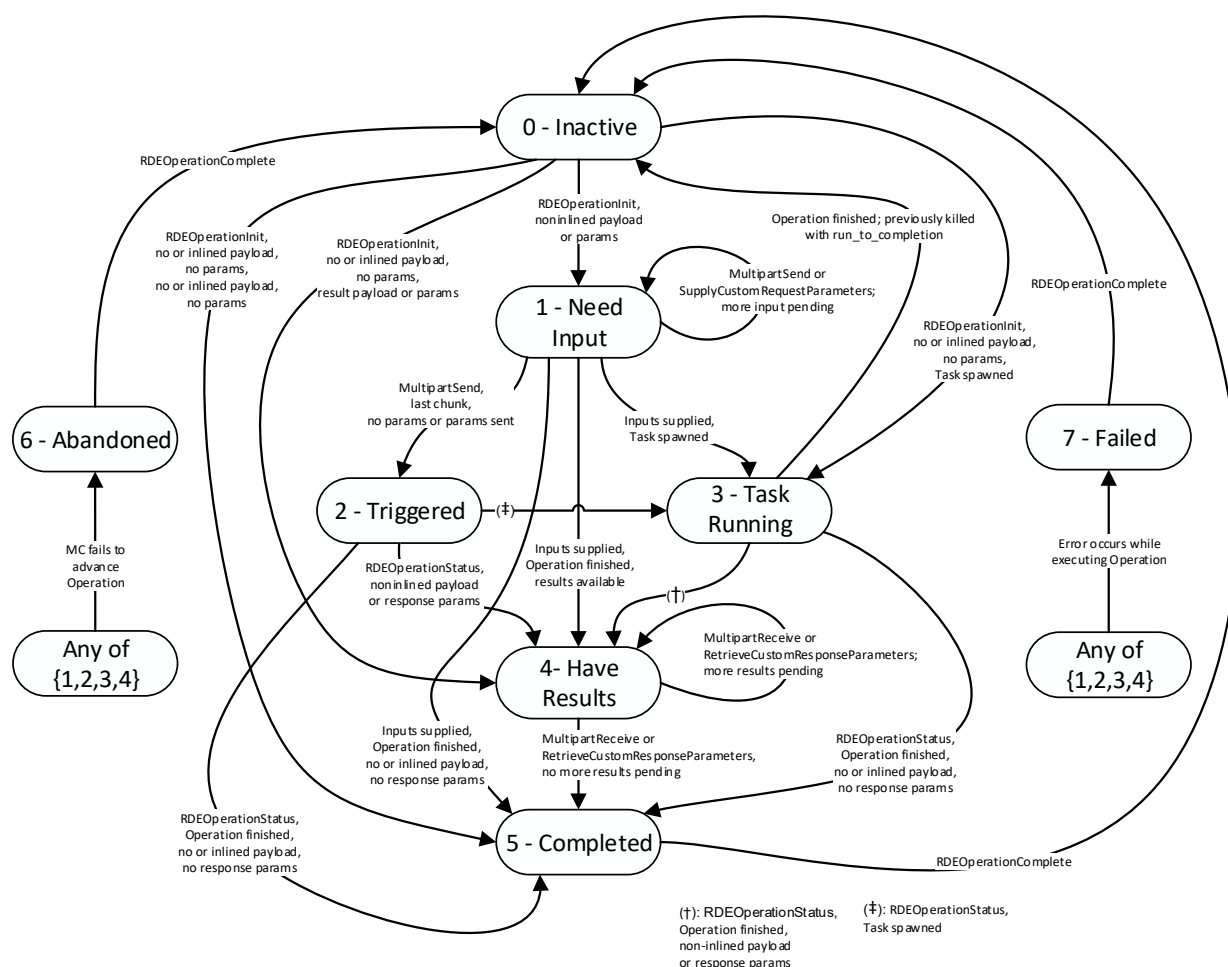 0 - Inactive
RDEOperationComplete
RDEOperationInit,
no or inlined payload,
no params,
no or inlined payload,
no params
RDEOperationInit,
no or inlined payload,
no params,
result payload or params
RDEOperationInit,
noninlined payload
or params
Operation finished; previously killed
with run_to_completion
RDEOperationComplete
MultipartSend or
SupplyCustomRequestParameters;
more input pending
1 - Need
Input
RDEOperationInit,
no or inlined payload,
no params,
Task spawned
MultipartSend,
last chunk,
no params or params sent
Inputs supplied,
Task spawned
6 - Abandoned
7 - Failed
2 - Triggered
(‡)
3 - Task
Running
MC fails to
advance
Operation
RDEOperationStatus,
noninlined payload
or response params
Inputs supplied,
Operation finished,
results available
(†)
Error occurs while
executing Operation
Any of
{1,2,3,4}
4- Have
Results
MultipartReceive or
RetrieveCustomResponseParameters;
more results pending
Any of
{1,2,3,4}
Inputs supplied,
Operation finished,
no or inlined payload,
no response params
MultipartReceive or
RetrieveCustomResponseParameters,
no more results pending
RDEOperationStatus,
Operation finished,
no or inlined payload,
no response params
RDEOperationStatus,
Operation finished,
no or inlined payload,
no response params
5 - Completed
RDEOperationComplete
(†): RDEOperationStatus,
Operation finished,
non-inlined payload
or response params
(‡): RDEOperationStatus,
Task spawned